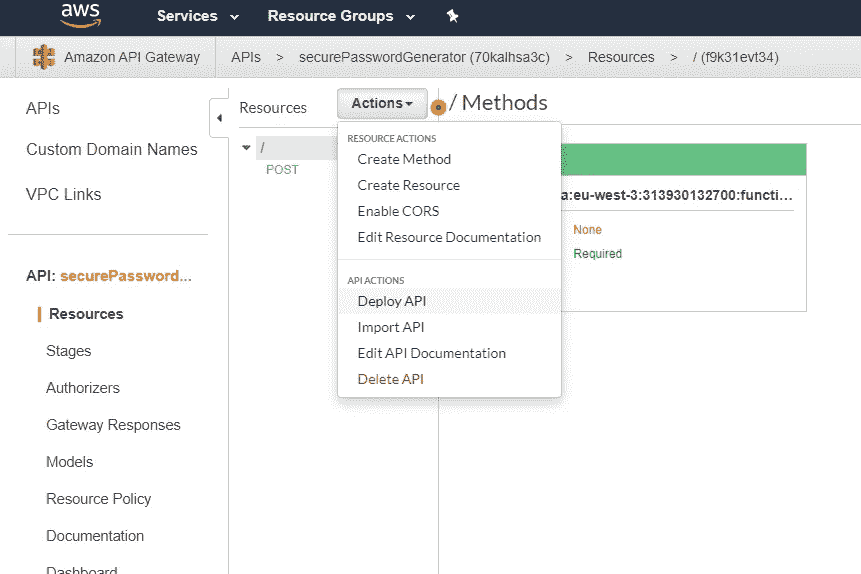 aws Services Resource Groups
Amazon API Gateway APIs > securePasswordGenerator (70kalhsa3c) > Resources > / (f9k31evt34)
APIs
Custom Domain Names
VPC Links
API: securePassword...
Resources
Stages
Authorizers
Gateway Responses
Models
Resource Policy
Documentation
Dashboard
Resources Actions
/
POST
RESOURCE ACTIONS
Create Method
Create Resource
Enable CORS
Edit Resource Documentation
API ACTIONS
Deploy API
Import API
Edit API Documentation
Delete API
/ Methods
a:eu-west-3:313930132700:functi...
None
Required